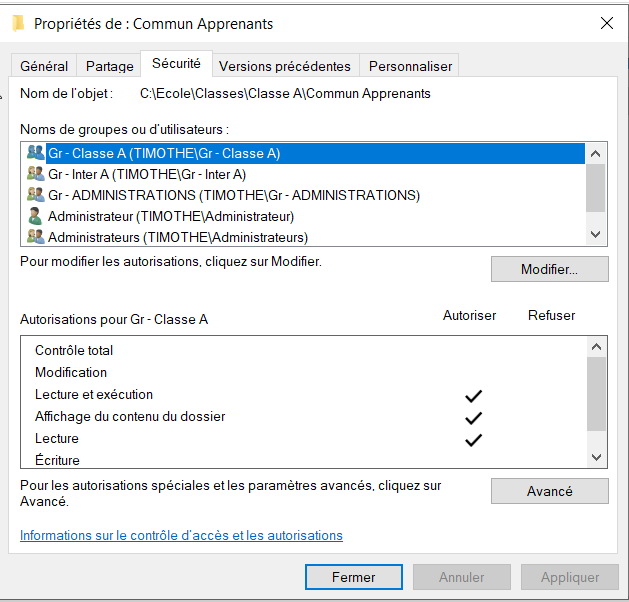 Propriétés de : Commun Apprenants
Général Partage Sécurité Versions précédentes Personnaliser
Nom de l'objet : C:\Ecole\Classes\Classe A\Commun Apprenants
Noms de groupes ou d'utilisateurs :
Gr - Classe A (TIMOTHE\Gr - Classe A)
Gr - Inter A (TIMOTHE\Gr - Inter A)
Gr - ADMINISTRATIONS (TIMOTHE\Gr - ADMINISTRATIONS)
Administrateur (TIMOTHE\Administrateur)
Administrateurs (TIMOTHE\Administrateurs)
Pour modifier les autorisations, cliquez sur Modifier.
Modifier...
Autorisations pour Gr - Classe A Autoriser Refuser
Contrôle total
Modification
Lecture et exécution
Affichage du contenu du dossier
Lecture
Écriture
Pour les autorisations spéciales et les paramètres avancés, cliquez sur
Avancé.
Avancé
Informations sur le contrôle d'accès et les autorisations
Fermer Annuler Appliquer